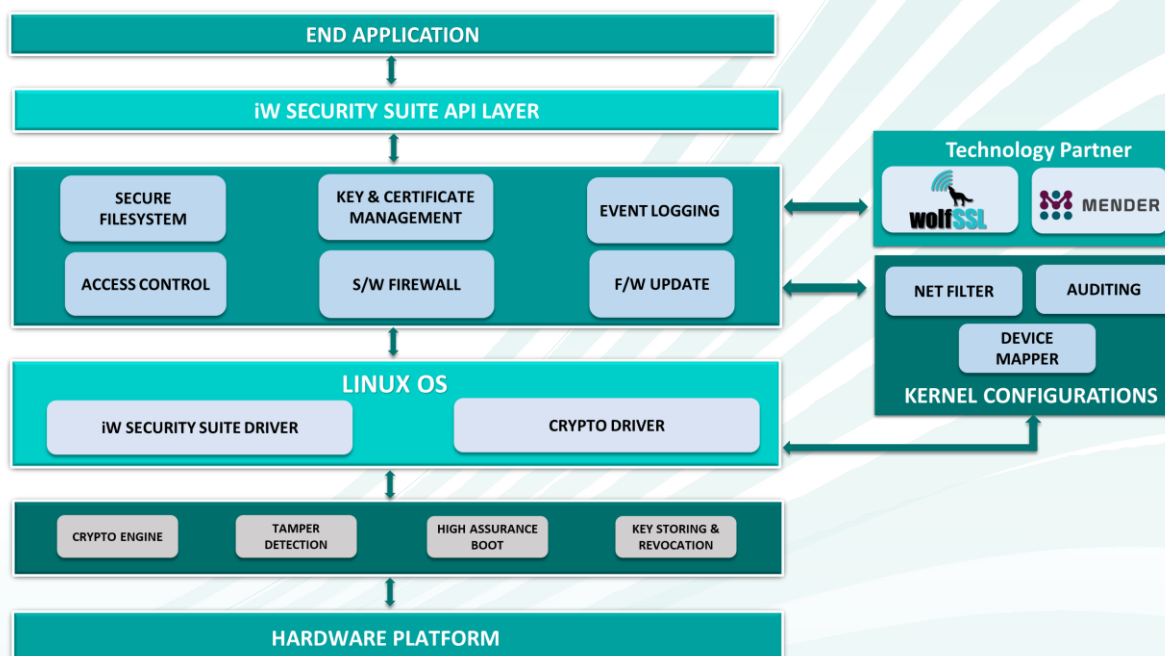 END APPLICATION
iW SECURITY SUITE API LAYER
SECURE
FILESYSTEM
KEY & CERTIFICATE
MANAGEMENT
EVENT LOGGING
ACCESS CONTROL
S/W FIREWALL
F/W UPDATE
Technology Partner
wolfSSL
MENDER
NET FILTER
AUDITING
DEVICE
MAPPER
KERNEL CONFIGURATIONS
LINUX OS
iW SECURITY SUITE DRIVER
CRYPTO DRIVER
CRYPTO ENGINE
TAMPER
DETECTION
HIGH ASSURANCE
BOOT
KEY STORING &
REVOCATION
HARDWARE PLATFORM